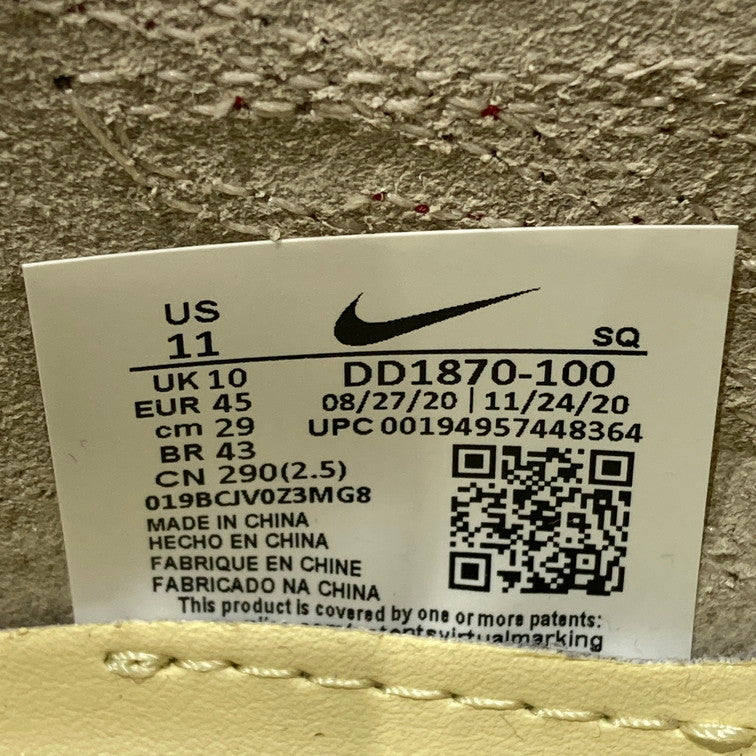 US
11
SQ
UK 10
DD1870-100
EUR 45
08/27/20 | 11/24/20
cm 29
UPC 00194957448364
BR 43
CN 290(2.5)
019BCJV0Z3MG8
MADE IN CHINA
HECHO EN CHINA
FABRIQUE EN CHINE
FABRICADO NA CHINA
This product is covered by one or more patents: